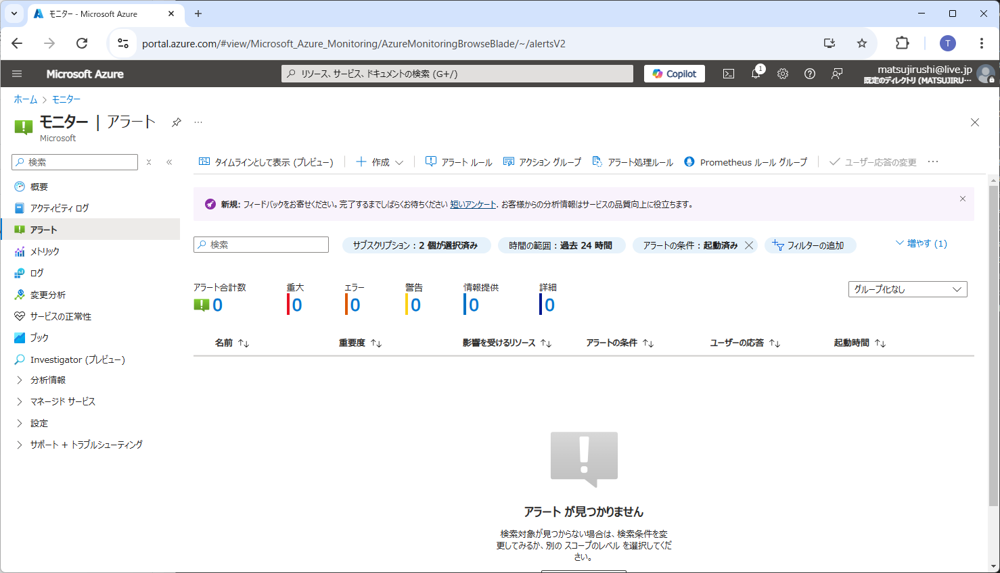 モニター - Microsoft Azure
portal.azure.com/#view/Microsoft_Azure_Monitoring/AzureMonitoringBrowseBlade/~/alertsV2
T
Microsoft Azure
リソース、サービス、ドキュメントの検索 (G+/)
Copilot
1
matsujirushi@live.jp
既定のディレクトリ (MATSUJIRU…
ホーム > モニター
モニター | アラート
Microsoft
検索
概要
アクティビティ ログ
アラート
メトリック
ログ
変更分析
サービスの正常性
ブック
Investigator (プレビュー)
分析情報
マネージド サービス
設定
サポート + トラブルシューティング
タイムラインとして表示 (プレビュー)
作成
アラート ルール
アクション グループ
アラート処理ルール
Prometheus ルール グループ
ユーザー応答の変更
新規: フィードバックをお寄せください。完了するまでしばらくお待ちください 短いアンケート. お客様からの分析情報はサービスの品質向上に役立ちます。
検索
サブスクリプション : 2 個が選択済み
時間の範囲 : 過去 24 時間
アラートの条件 : 起動済み
フィルターの追加
増やす (1)
アラート合計数
0
重大
0
エラー
0
警告
0
情報提供
0
詳細
0
グループ化なし
名前
重要度
影響を受けるリソース
アラートの条件
ユーザーの応答
起動時間
アラート が見つかりません
検索対象が見つからない場合は、検索条件を変
更してみるか、別の スコープのレベル を選択してくだ
さい。